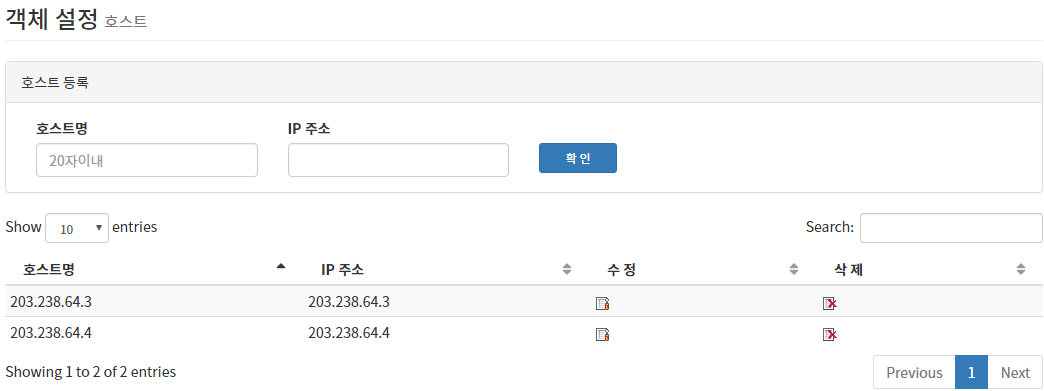 객체 설정 호스트
호스트 등록
호스트명 IP 주소
20자이내 확 인
Show 10 entries Search:
호스트명 IP 주소 수 정 삭 제
203.238.64.3 203.238.64.3
203.238.64.4 203.238.64.4
Showing 1 to 2 of 2 entries Previous 1 Next